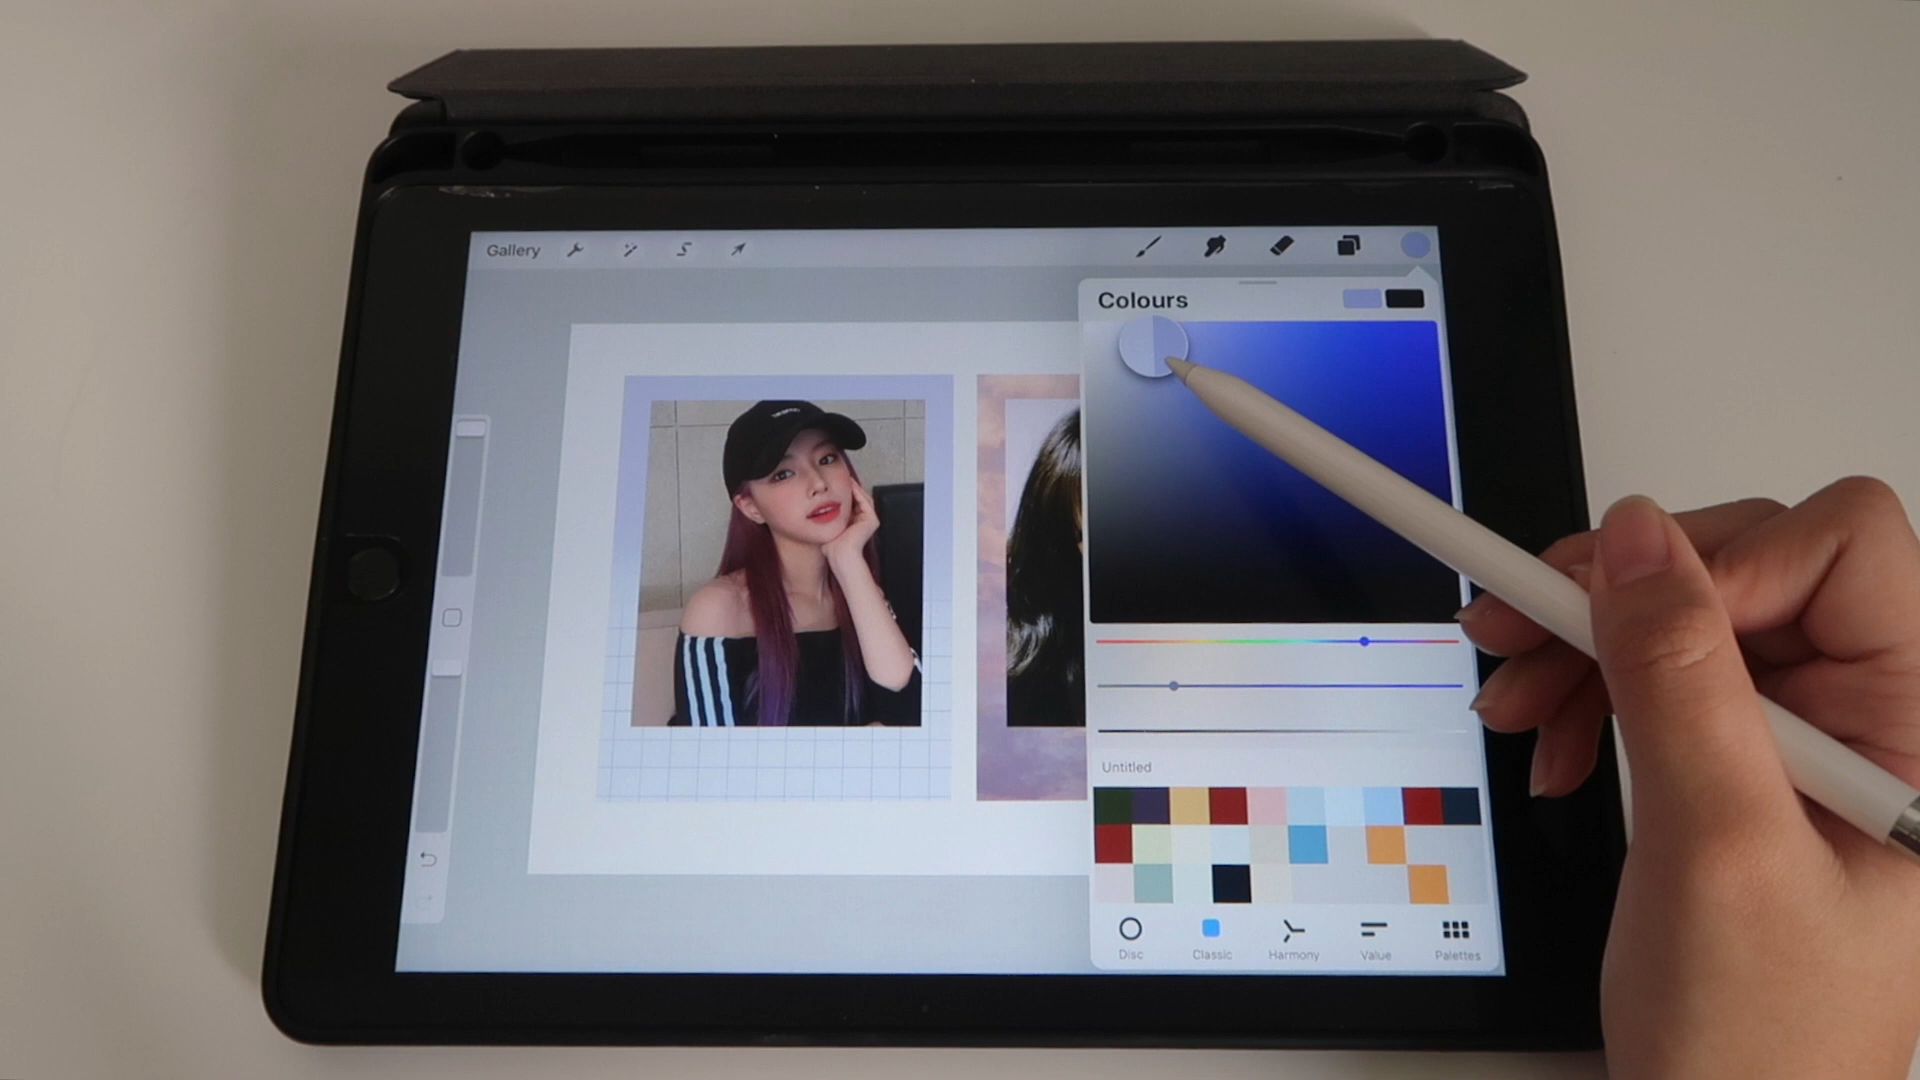 Gallery
Colours
Untitled
Disc
Classic
Harmony
Value
Palettes